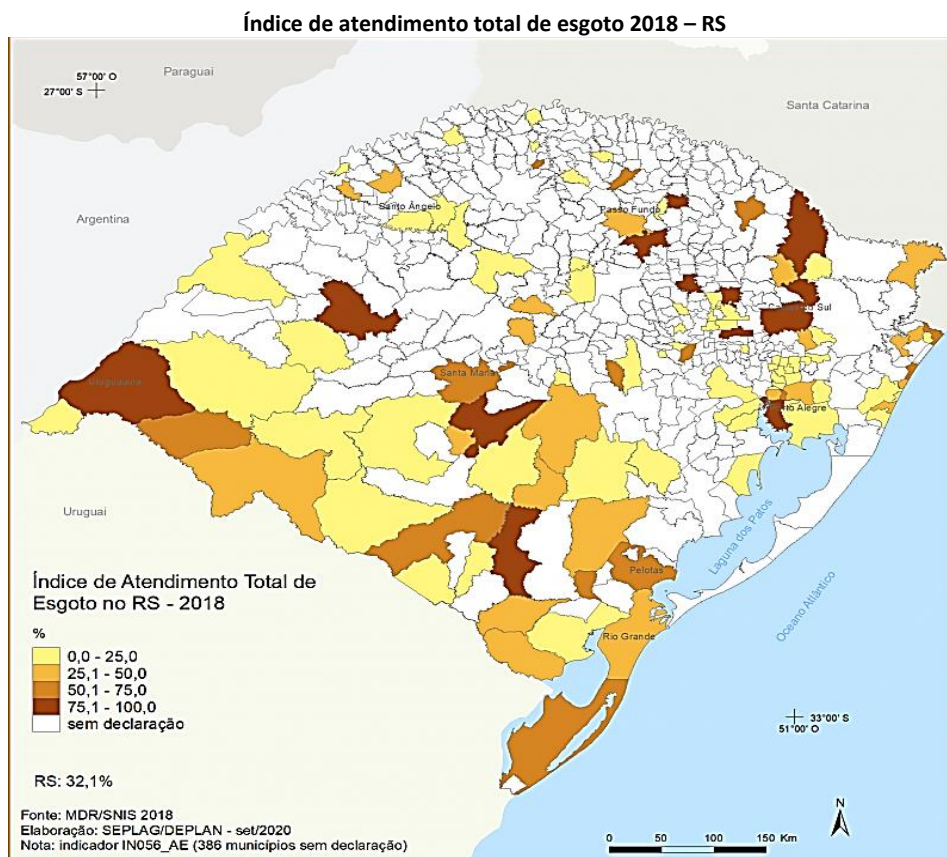 Índice de atendimento total de esgoto 2018 – RS
57°00' O
27°00' S
Paraguai
Santa Catarina
Argentina
Santo Ângelo
Passo Fundo
Caxias do Sul
Uruguaiana
Santa Maria
Porto Alegre
Uruguai
Laguna dos Patos
Pelotas
Oceano Atlântico
Rio Grande
Índice de Atendimento Total de
Esgoto no RS - 2018
%
0,0 - 25,0
25,1 - 50,0
50,1 - 75,0
75,1 - 100,0
sem declaração
33°00' S
51°00' O
RS: 32,1%
Fonte: MDR/SNIS 2018
Elaboração: SEPLAG/DEPLAN - set/2020
Nota: indicador IN056_AE (386 municípios sem declaração)
N
0 50 100 150 Km